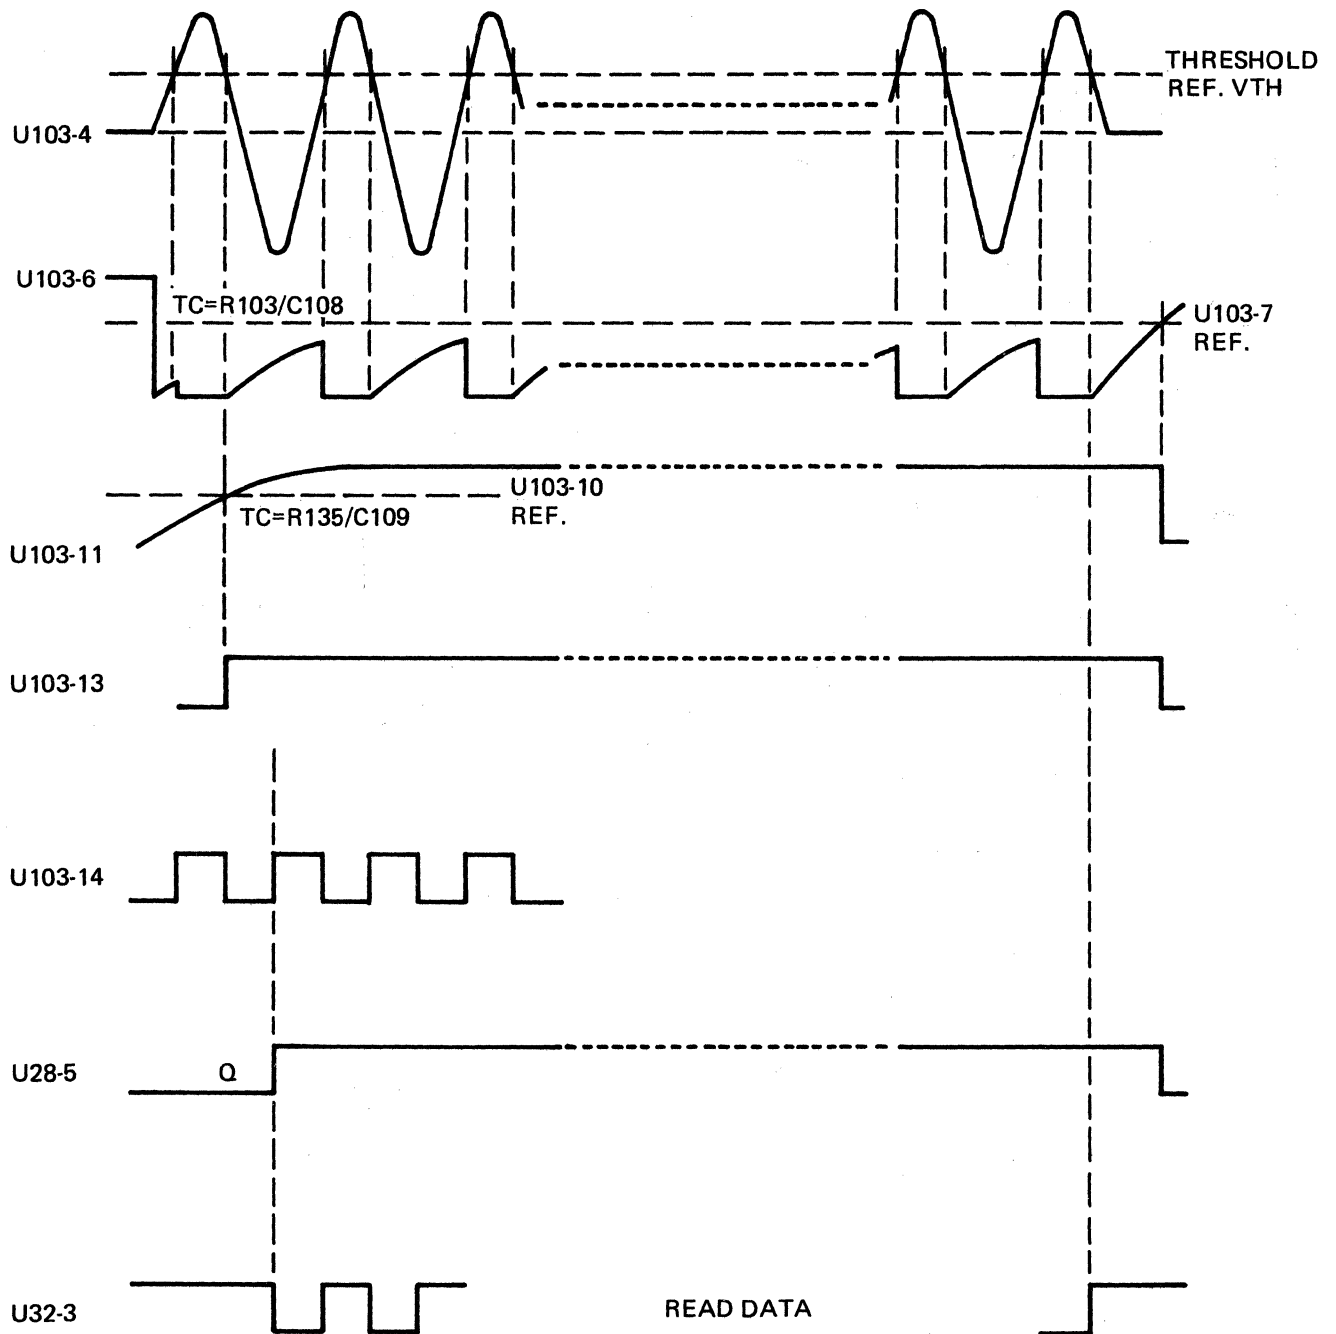 THRESHOLD
REF. VTH
U103-4
U103-6
TC=R103/C108
U103-7
REF.
U103-10
REF.
TC=R135/C109
U103-11
U103-13
U103-14
U28-5
Q
U32-3
READ DATA